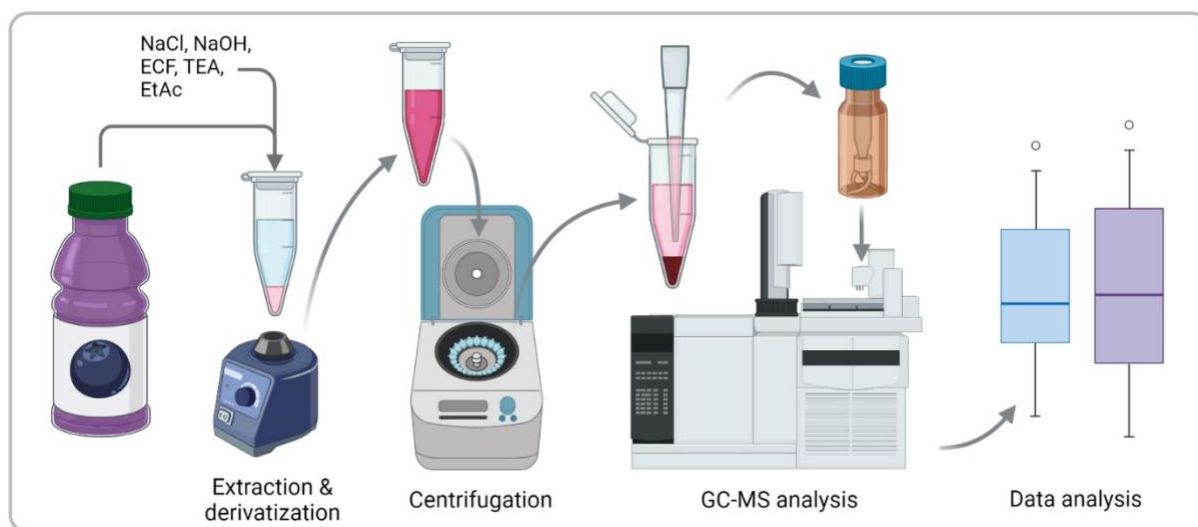 NaCl, NaOH,
ECF, TEA,
EtAc
Extraction &
derivatization
Centrifugation
GC-MS analysis
Data analysis